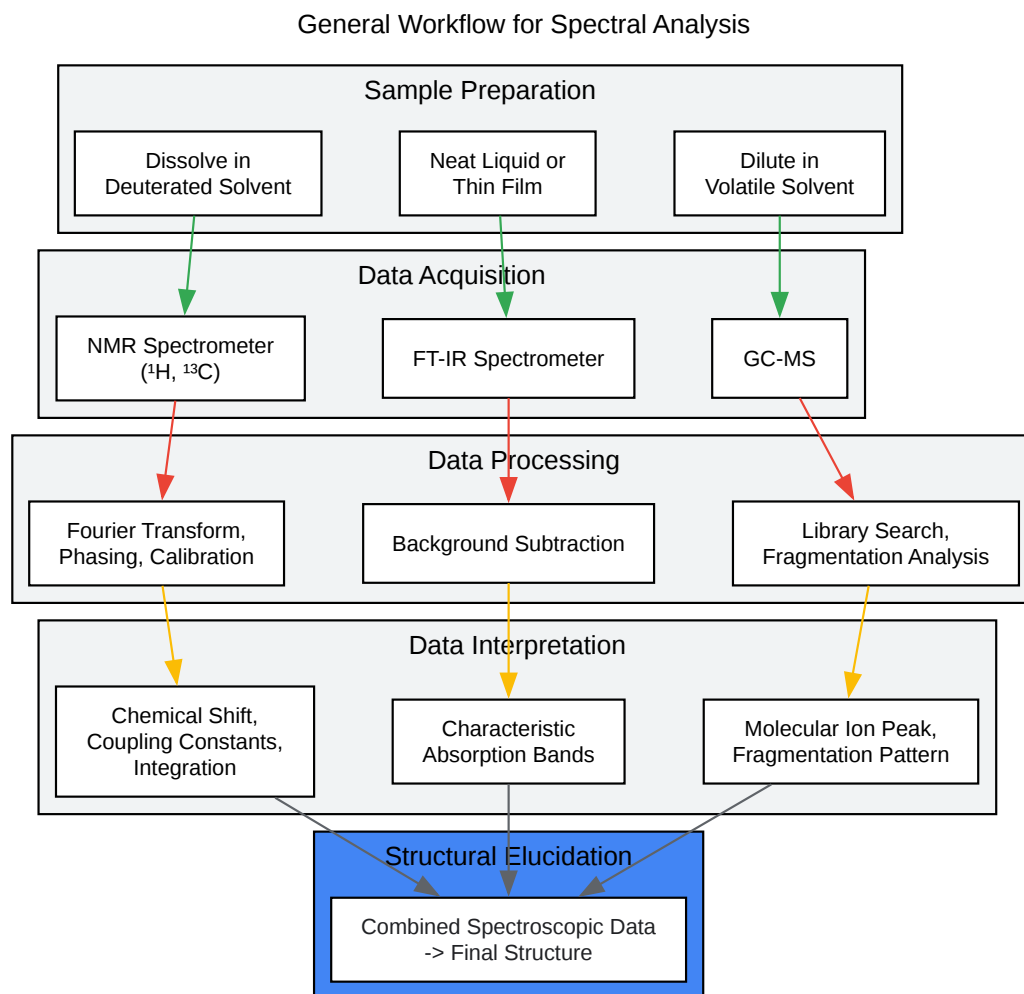 General Workflow for Spectral Analysis
Sample Preparation
Dissolve in
Deuterated Solvent
Neat Liquid or
Thin Film
Dilute in
Volatile Solvent
Data Acquisition
NMR Spectrometer
(¹H, ¹³C)
FT-IR Spectrometer
GC-MS
Data Processing
Fourier Transform,
Phasing, Calibration
Background Subtraction
Library Search,
Fragmentation Analysis
Data Interpretation
Chemical Shift,
Coupling Constants,
Integration
Characteristic
Absorption Bands
Molecular Ion Peak,
Fragmentation Pattern
Structural Elucidation
Combined Spectroscopic Data
-> Final Structure